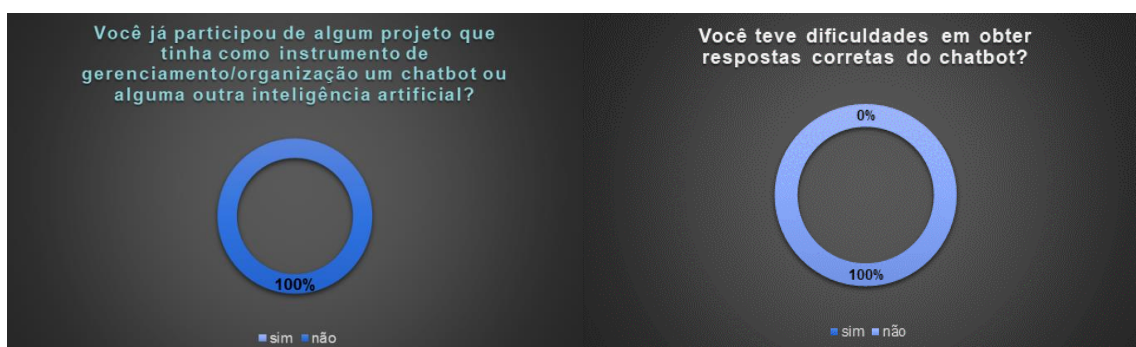 Você já participou de algum projeto que
tinha como instrumento de
gerenciamento/organização um chatbot ou
alguma outra inteligência artificial?
100%
sim não
Você teve dificuldades em obter
respostas corretas do chatbot?
0%
100%
sim não